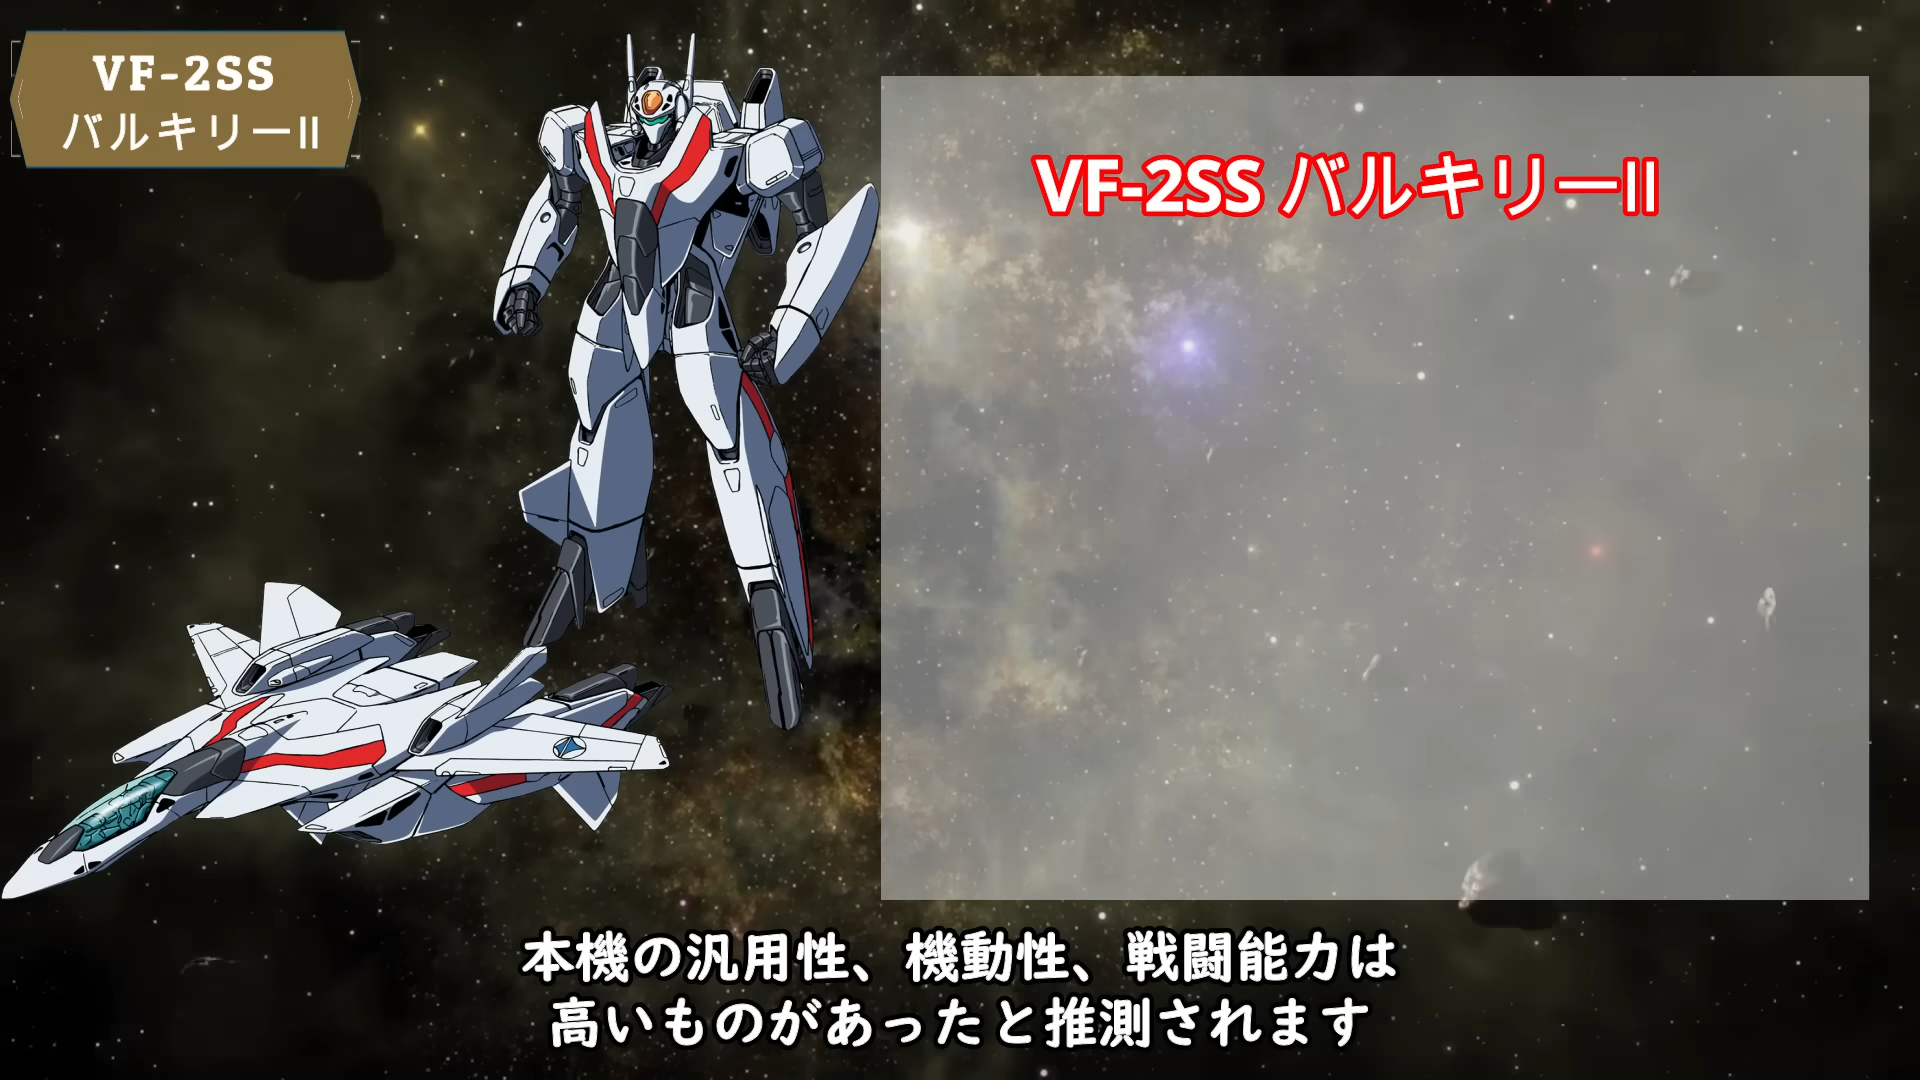 VF-2SS
バルキリーII
VF-2SS バルキリーII
本機の汎用性、機動性、戦闘能力は
高いものがあったと推測されます